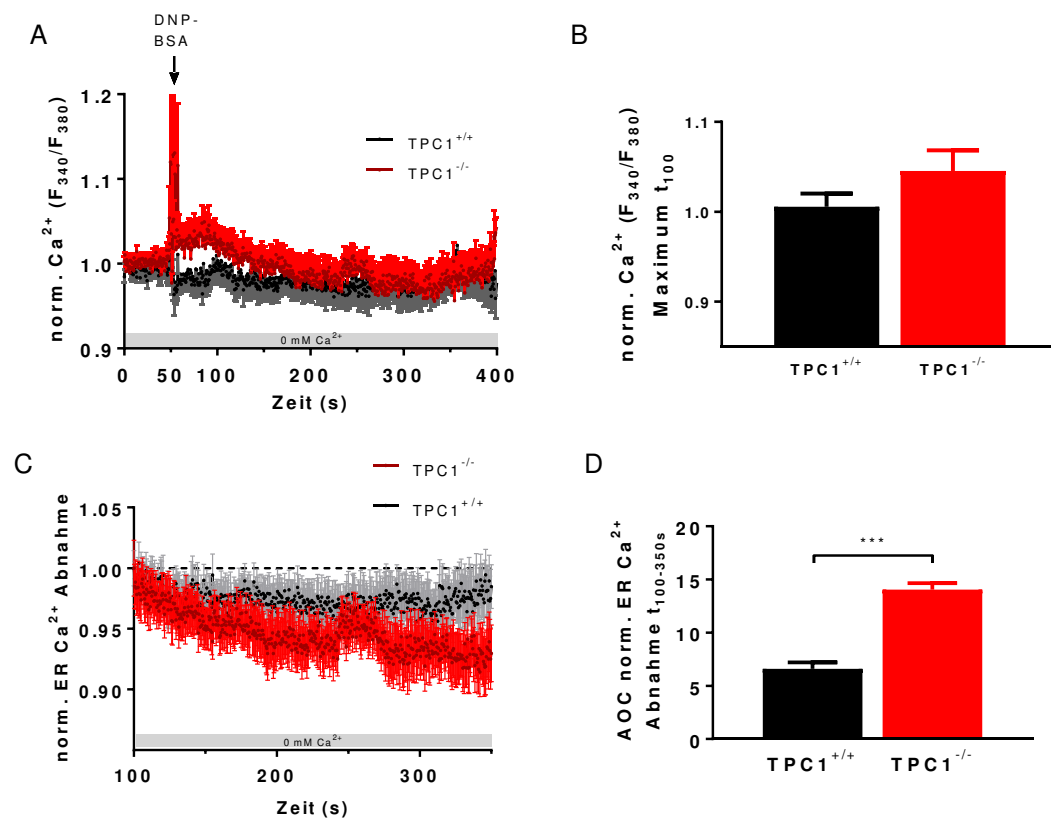 A
DNP-
BSA
norm. Ca²⁺ (F₃₄₀/F₃₈₀)
1.2
1.1
1.0
0.9
TPC1⁺/⁺
TPC1⁻/⁻
0 mM Ca²⁺
0 50 100 200 300 400
Zeit (s)
B
norm. Ca²⁺ (F₃₄₀/F₃₈₀)
Maximum t₁₀₀
1.1
1.0
0.9
TPC1⁺/⁺ TPC1⁻/⁻
C
TPC1⁻/⁻
TPC1⁺/⁺
norm. ER Ca²⁺ Abnahme
1.05
1.00
0.95
0.90
0 mM Ca²⁺
100 200 300
Zeit (s)
D
AOC norm. ER Ca²⁺
Abnahme t₁₀₀₋₃₅₀ₛ
20
15
10
5
0
***
TPC1⁺/⁺ TPC1⁻/⁻